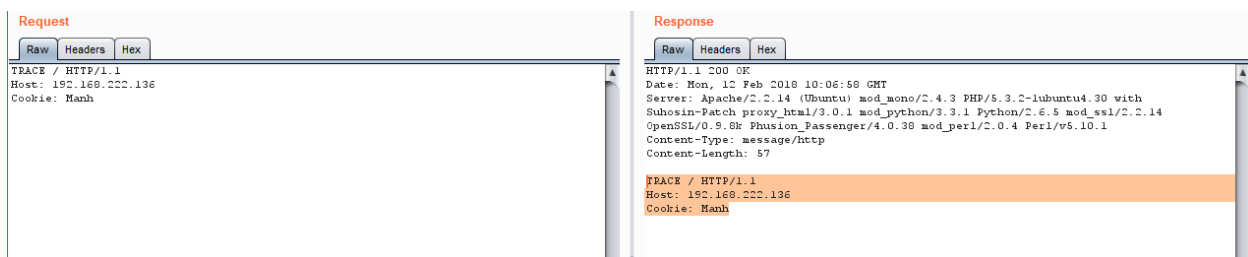 Request
Raw Headers Hex
TRACE / HTTP/1.1
Host: 192.168.222.136
Cookie: Manh
Response
Raw Headers Hex
HTTP/1.1 200 OK
Date: Mon, 12 Feb 2018 10:06:58 GMT
Server: Apache/2.2.14 (Ubuntu) mod_mono/2.4.3 PHP/5.3.2-1ubuntu4.30 with
Suhosin-Patch proxy_html/3.0.1 mod_python/3.3.1 Python/2.6.5 mod_ssl/2.2.14
OpenSSL/0.9.8k Phusion_Passenger/4.0.38 mod_perl/2.0.4 Perl/v5.10.1
Content-Type: message/http
Content-Length: 57
TRACE / HTTP/1.1
Host: 192.168.222.136
Cookie: Manh